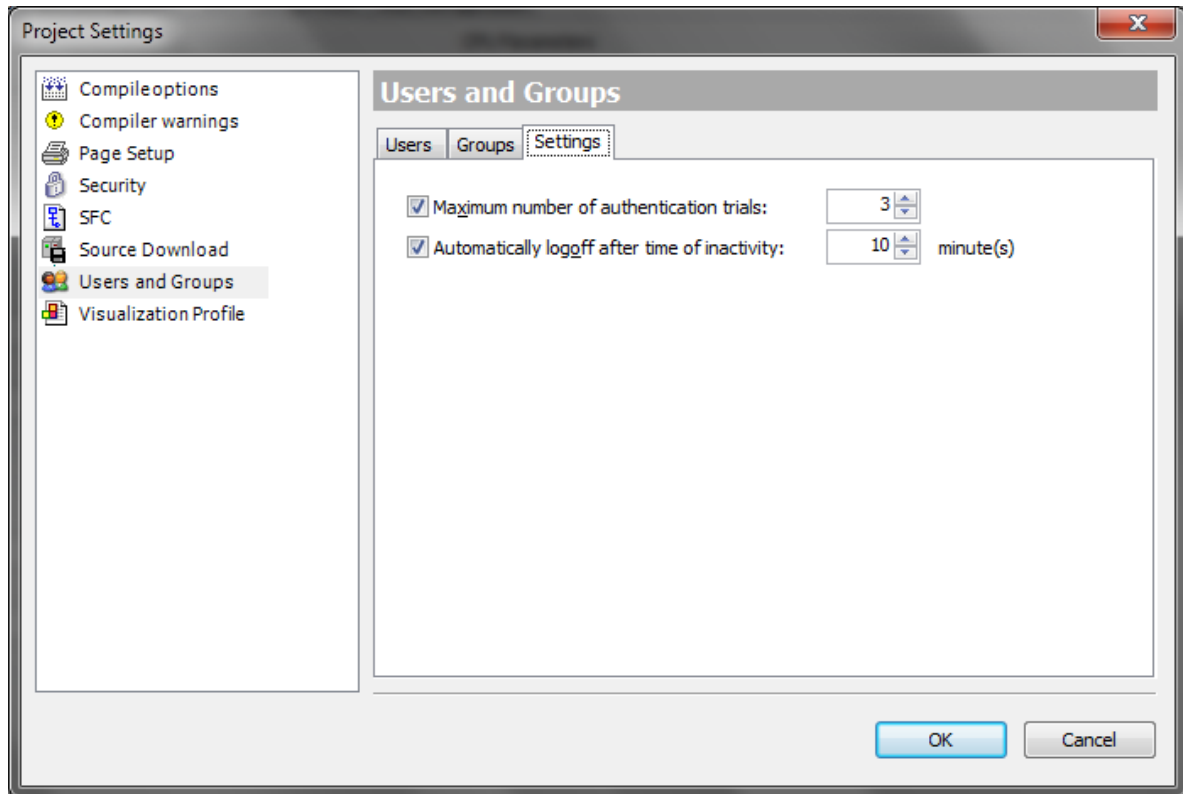 Project Settings
Compileoptions
Compiler warnings
Page Setup
Security
SFC
Source Download
Users and Groups
Visualization Profile
Users and Groups
Users Groups Settings
Maximum number of authentication trials: 3
Automatically logoff after time of inactivity: 10 minute(s)
OK Cancel